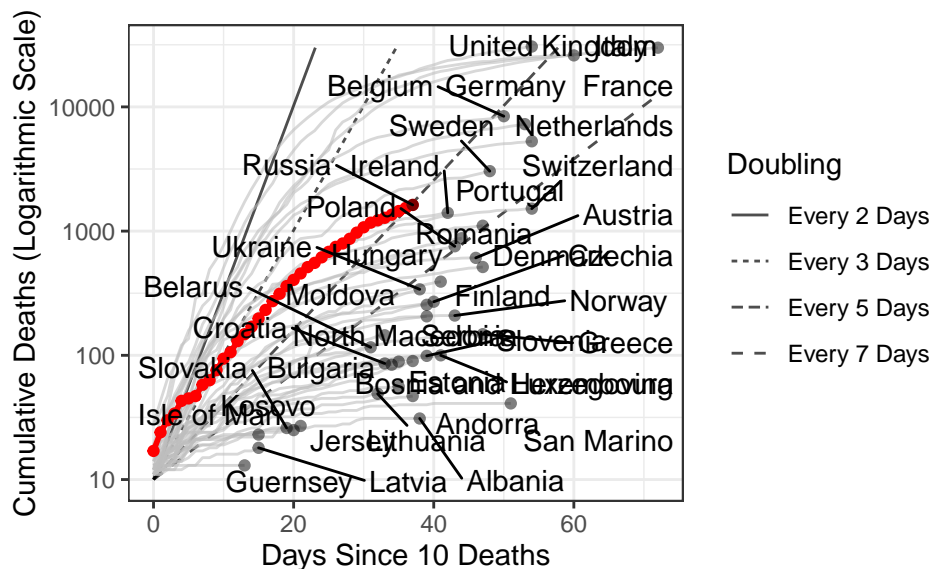 Cumulative Deaths (Logarithmic Scale)
10000
1000
100
10
United Kingdom
Italy
Belgium
Germany
France
Sweden
Netherlands
Russia
Ireland
Switzerland
Poland
Portugal
Austria
Romania
Ukraine
Hungary
Denmark
Czechia
Belarus
Moldova
Finland
Norway
Croatia
North Macedonia
Serbia
Slovenia
Greece
Slovakia
Bulgaria
Bosnia and Herzegovina
Estonia
Luxembourg
Isle of Man
Kosovo
Andorra
Jersey
Lithuania
San Marino
Guernsey
Latvia
Albania
0
20
40
60
Days Since 10 Deaths
Doubling
Every 2 Days
Every 3 Days
Every 5 Days
Every 7 Days